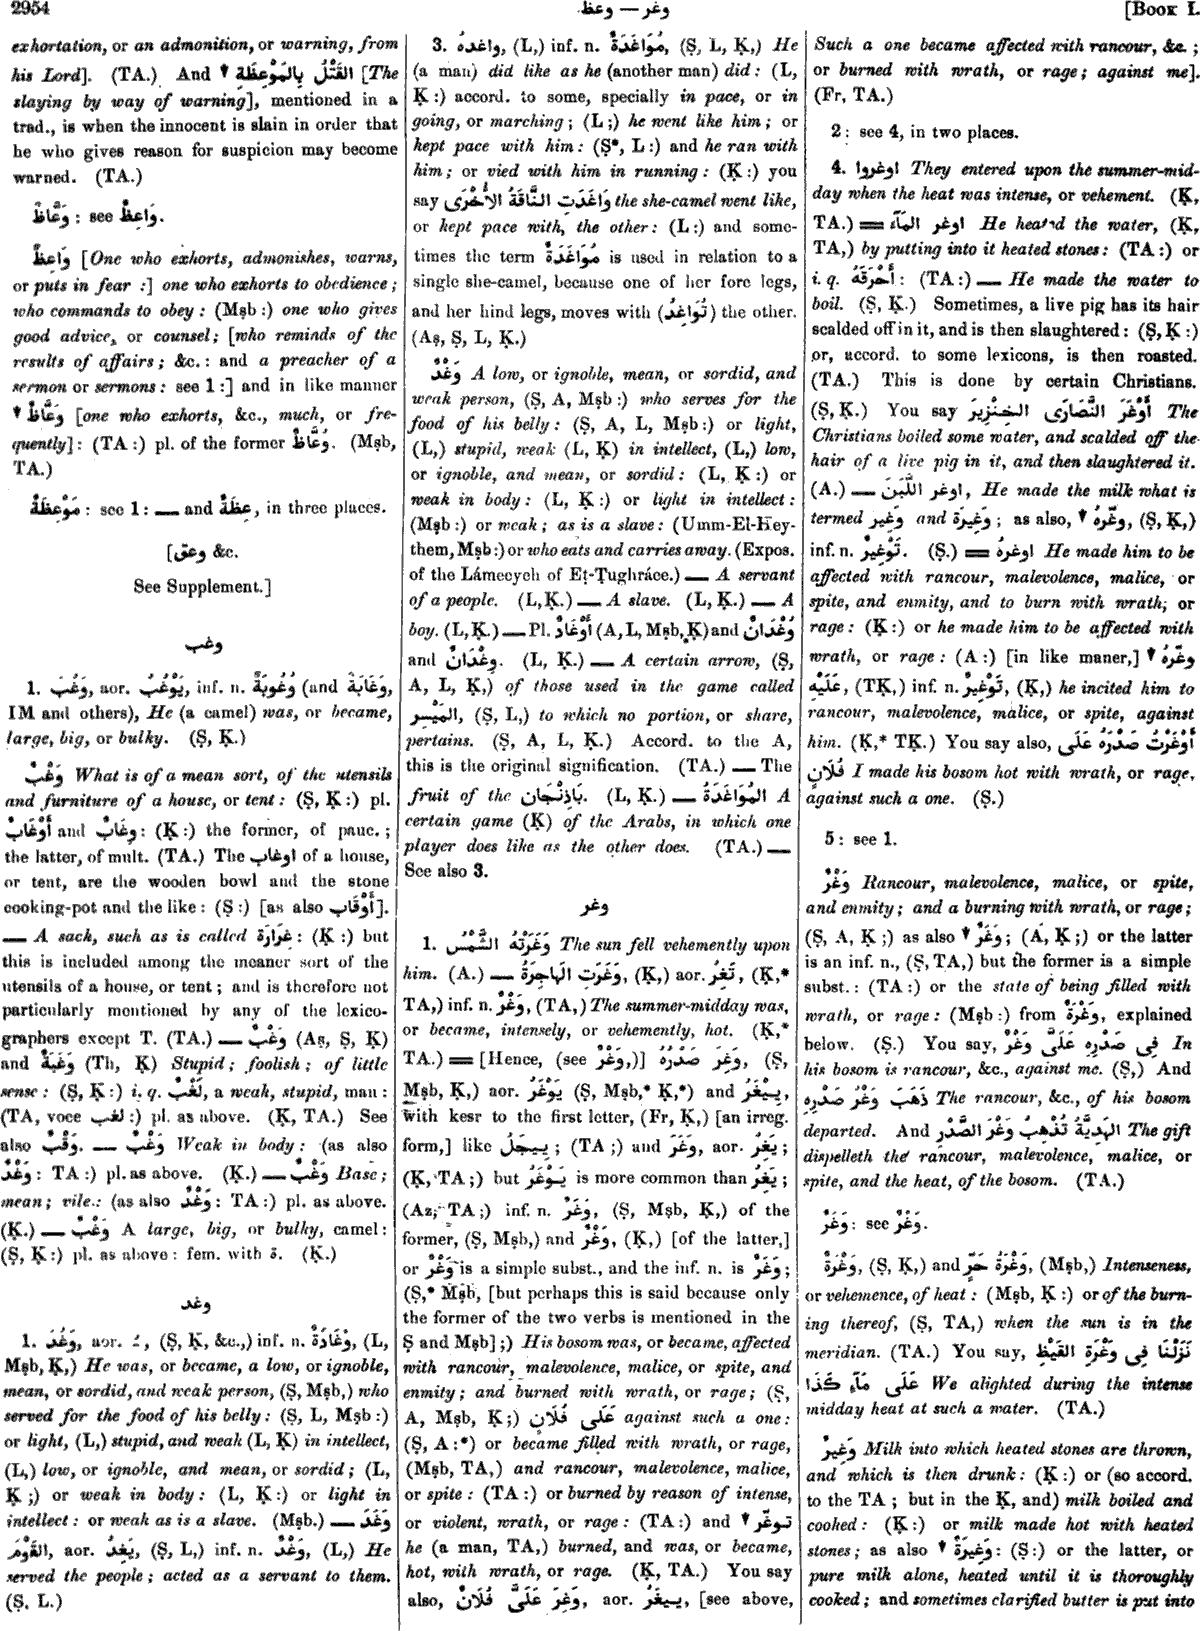 2954
وعظ — وغر
[Book I.
exhortation, or an admonition, or warning, from
his Lord]. (TA.) And ↓ القَتْلُ بِالمَوْعِظَةِ [The
slaying by way of warning], mentioned in a
trad., is when the innocent is slain in order that
he who gives reason for suspicion may become
warned. (TA.)
وَعَّاظٌ : see وَاعِظٌ.
وَاعِظٌ [One who exhorts, admonishes, warns,
or puts in fear :] one who exhorts to obedience ;
who commands to obey : (Mṣb :) one who gives
good advice, or counsel; [who reminds of the
results of affairs ; &c. : and a preacher of a
sermon or sermons : see 1 :] and in like manner
↓ وَعَّاظٌ [one who exhorts, &c., much, or fre-
quently] : (TA :) pl. of the former وُعَّاظٌ. (Mṣb,
TA.)
مَوْعِظَةٌ : see 1 : — and عِظَةٌ, in three places.
[وعق &c.
See Supplement.]
وغب
1. وَغُبَ, aor. يَوْغُبُ, inf. n. وُغُوبَةٌ (and وَغَابَةٌ,
IM and others), He (a camel) was, or became,
large, big, or bulky. (Ṣ, Ḳ.)
وَغْبٌ What is of a mean sort, of the utensils
and furniture of a house, or tent : (Ṣ, Ḳ :) pl.
أَوْغَابٌ and وِغَابٌ : (Ḳ :) the former, of pauc. ;
the latter, of mult. (TA.) The اوغاب of a house,
or tent, are the wooden bowl and the stone
cooking-pot and the like : (Ṣ :) [as also أَوْقَاب].
— A sack, such as is called غِرَارَة : (Ḳ :) but
this is included among the meaner sort of the
utensils of a house, or tent ; and is therefore not
particularly mentioned by any of the lexico-
graphers except T. (TA.) — وَغْبٌ (Aṣ, Ṣ, Ḳ)
and وَغْبَةٌ (Th, Ḳ) Stupid ; foolish ; of little
sense : (Ṣ, Ḳ :) i. q. لَغْبٌ, a weak, stupid, man :
(TA, voce لغب :) pl. as above. (Ḳ, TA.) See
also وَقْبٌ. — وَغْبٌ Weak in body : (as also
وَغْدٌ : TA :) pl. as above. (Ḳ.) — وَغْبٌ Base ;
mean ; vile : (as also وَغْدٌ : TA :) pl. as above.
(Ḳ.) — وَغْبٌ A large, big, or bulky, camel :
(Ṣ, Ḳ :) pl. as above : fem. with ة. (Ḳ.)
وغد
1. وَغُدَ, aor. ـُ, (Ṣ, Ḳ, &c.,) inf. n. وَغَادَةٌ, (L,
Mṣb, Ḳ,) He was, or became, a low, or ignoble,
mean, or sordid, and weak person, (Ṣ, Mṣb,) who
served for the food of his belly : (Ṣ, L, Mṣb :)
or light, (L,) stupid, and weak (L, Ḳ) in intellect,
(L,) low, or ignoble, and mean, or sordid ; (L,
Ḳ ;) or weak in body : (L, Ḳ :) or light in
intellect : or weak as is a slave. (Mṣb.) — وَغَدَ
القَوْمَ, aor. يَغِدُ, (Ṣ, L,) inf. n. وَغْدٌ, (L,) He
served the people ; acted as a servant to them.
(Ṣ, L.)
3. واغدهُ, (L,) inf. n. مُوَاغَدَةٌ, (Ṣ, L, Ḳ,) He
(a man) did like as he (another man) did : (L,
Ḳ :) accord. to some, specially in pace, or in
going, or marching ; (L ;) he went like him ; or
kept pace with him : (Ṣ*, L :) and he ran with
him ; or vied with him in running : (Ḳ :) you
say وَاغَدَتِ النَّاقَةُ الأُخْرَى the she-camel went like,
or kept pace with, the other : (L :) and some-
times the term مُوَاغَدَةٌ is used in relation to a
single she-camel, because one of her fore legs,
and her hind legs, moves with (تُوَاغِدُ) the other.
(Aṣ, Ṣ, L, Ḳ.)
وَغْدٌ A low, or ignoble, mean, or sordid, and
weak person, (Ṣ, A, Mṣb :) who serves for the
food of his belly : (Ṣ, A, L, Mṣb :) or light,
(L,) stupid, weak (L, Ḳ) in intellect, (L,) low,
or ignoble, and mean, or sordid : (L, Ḳ :) or
weak in body : (L, Ḳ :) or light in intellect :
(Mṣb :) or weak ; as is a slave : (Umm-El-Hey-
them, Mṣb :) or who eats and carries away. (Expos.
of the Lámeeyeh of Eṭ-Ṭughráee.) — A servant
of a people. (L, Ḳ.) — A slave. (L, Ḳ.) — A
boy. (L, Ḳ.) — Pl. أَوْغَادٌ (A, L, Mṣb, Ḳ) and وُغْدَانٌ
and وِغْدَانٌ. (L, Ḳ.) — A certain arrow, (Ṣ,
A, L, Ḳ,) of those used in the game called
المَيْسِر, (Ṣ, L,) to which no portion, or share,
pertains. (Ṣ, A, L, Ḳ.) Accord. to the A,
this is the original signification. (TA.) — The
fruit of the بَاذِنْجَان. (L, Ḳ.) — المُوَاغَدَةُ A
certain game (Ḳ) of the Arabs, in which one
player does like as the other does. (TA.) —
See also 3.
وغر
1. وَغَرَتْهُ الشَّمْسُ The sun fell vehemently upon
him. (A.) — وَغَرَتِ الهَاجِرَةُ, (Ḳ,) aor. تَغِرُ, (Ḳ,*
TA,) inf. n. وَغْرٌ, (TA,) The summer-midday was,
or became, intensely, or vehemently, hot. (Ḳ,*
TA.) = [Hence, (see وَغْرٌ,)] وَغِرَ صَدْرُهُ, (Ṣ,
Mṣb, Ḳ,) aor. يَوْغَرُ (Ṣ, Mṣb,* Ḳ,*) and يِيغَرُ,
with kesr to the first letter, (Fr, Ḳ,) [an irreg.
form,] like يِيجَلُ ; (TA ;) and وَغَرَ, aor. يَغِرُ ;
(Ḳ, TA ;) but يَوْغَرُ is more common than يَغِرُ ;
(Az, TA ;) inf. n. وَغَرٌ, (Ṣ, Mṣb, Ḳ,) of the
former, (Ṣ, Mṣb,) and وَغْرٌ, (Ḳ,) [of the latter,]
or وَغْرٌ is a simple subst., and the inf. n. is وَغَرٌ ;
(Ṣ,* Mṣb, [but perhaps this is said because only
the former of the two verbs is mentioned in the
Ṣ and Mṣb] ;) His bosom was, or became, affected
with rancour, malevolence, malice, or spite, and
enmity ; and burned with wrath, or rage ; (Ṣ,
A, Mṣb, Ḳ ;) عَلَى فُلَانٍ against such a one :
(Ṣ, A :*) or became filled with wrath, or rage,
(Mṣb, TA,) and rancour, malevolence, malice,
or spite : (TA :) or burned by reason of intense,
or violent, wrath, or rage : (TA :) and ↓ توغّر
he (a man, TA,) burned, and was, or became,
hot, with wrath, or rage. (Ḳ, TA.) You say
also, وَغِرَ عَلَىَّ فُلَانٌ, aor. يِيغَرُ, [see above,
Such a one became affected with rancour, &c. ;
or burned with wrath, or rage ; against me].
(Fr, TA.)
2 : see 4, in two places.
4. اوغروا They entered upon the summer-mid-
day when the heat was intense, or vehement. (Ḳ,
TA.) = اوغر المَآءَ He heated the water, (Ḳ,
TA,) by putting into it heated stones : (TA :) or
i. q. أَحْرَقَهُ : (TA :) — He made the water to
boil. (Ṣ, Ḳ.) Sometimes, a live pig has its hair
scalded off in it, and is then slaughtered : (Ṣ, Ḳ :)
or, accord. to some lexicons, is then roasted.
(TA.) This is done by certain Christians.
(Ṣ, Ḳ.) You say أَوْغَرَ النَّصَارَى الخِنْزِيرَ The
Christians boiled some water, and scalded off the
hair of a live pig in it, and then slaughtered it.
(A.) — اوغر اللَّبَنَ, He made the milk what is
termed وَغِير and وَغِيرَة ; as also, ↓ وغّرهُ, (Ṣ, Ḳ,)
inf. n. تَوْغِيرٌ. (Ṣ.) = اوغرهُ He made him to be
affected with rancour, malevolence, malice, or
spite, and enmity, and to burn with wrath, or
rage : (Ḳ :) or he made him to be affected with
wrath, or rage : (A :) [in like maner,] ↓ وغّرهُ
عَلَيْهِ, (TḲ,) inf. n. تَوْغِيرٌ, (Ḳ,) he incited him to
rancour, malevolence, malice, or spite, against
him. (Ḳ,* TḲ.) You say also, أَوْغَرْتُ صَدْرَهُ عَلَى
فُلَانٍ I made his bosom hot with wrath, or rage,
against such a one. (Ṣ.)
5 : see 1.
وَغْرٌ Rancour, malevolence, malice, or spite,
and enmity ; and a burning with wrath, or rage ;
(Ṣ, A, Ḳ ;) as also ↓ وَغَرٌ ; (A, Ḳ ;) or the latter
is an inf. n., (Ṣ, TA,) but the former is a simple
subst. : (TA :) or the state of being filled with
wrath, or rage : (Mṣb :) from وَغْرَةٌ, explained
below. (Ṣ.) You say, فِى صَدْرِهِ عَلَىَّ وَغْرٌ In
his bosom is rancour, &c., against me. (Ṣ,) And
ذَهَبَ وَغْرُ صَدْرِهِ The rancour, &c., of his bosom
departed. And الهَدِيَّةُ تُذْهِبُ وَغَرَ الصَّدْرِ The gift
dispelleth the rancour, malevolence, malice, or
spite, and the heat, of the bosom. (TA.)
وَغَرٌ : see وَغْرٌ.
وَغْرَةٌ, (Ṣ, Ḳ,) and وَغْرَةُ حَرٍّ, (Mṣb,) Intenseness,
or vehemence, of heat : (Mṣb, Ḳ :) or of the burn-
ing thereof, (Ṣ, TA,) when the sun is in the
meridian. (TA.) You say, نَزَلْنَا فِى وَغْرَةِ القَيْظِ
عَلَى مَآءِ كَذَا We alighted during the intense
midday heat at such a water. (TA.)
وَغِيرٌ Milk into which heated stones are thrown,
and which is then drunk : (Ḳ :) or (so accord.
to the TA ; but in the Ḳ, and) milk boiled and
cooked : (Ḳ :) or milk made hot with heated
stones ; as also ↓ وَغِيرَةٌ : (Ṣ :) or the latter, or
pure milk alone, heated until it is thoroughly
cooked ; and sometimes clarified butter is put into